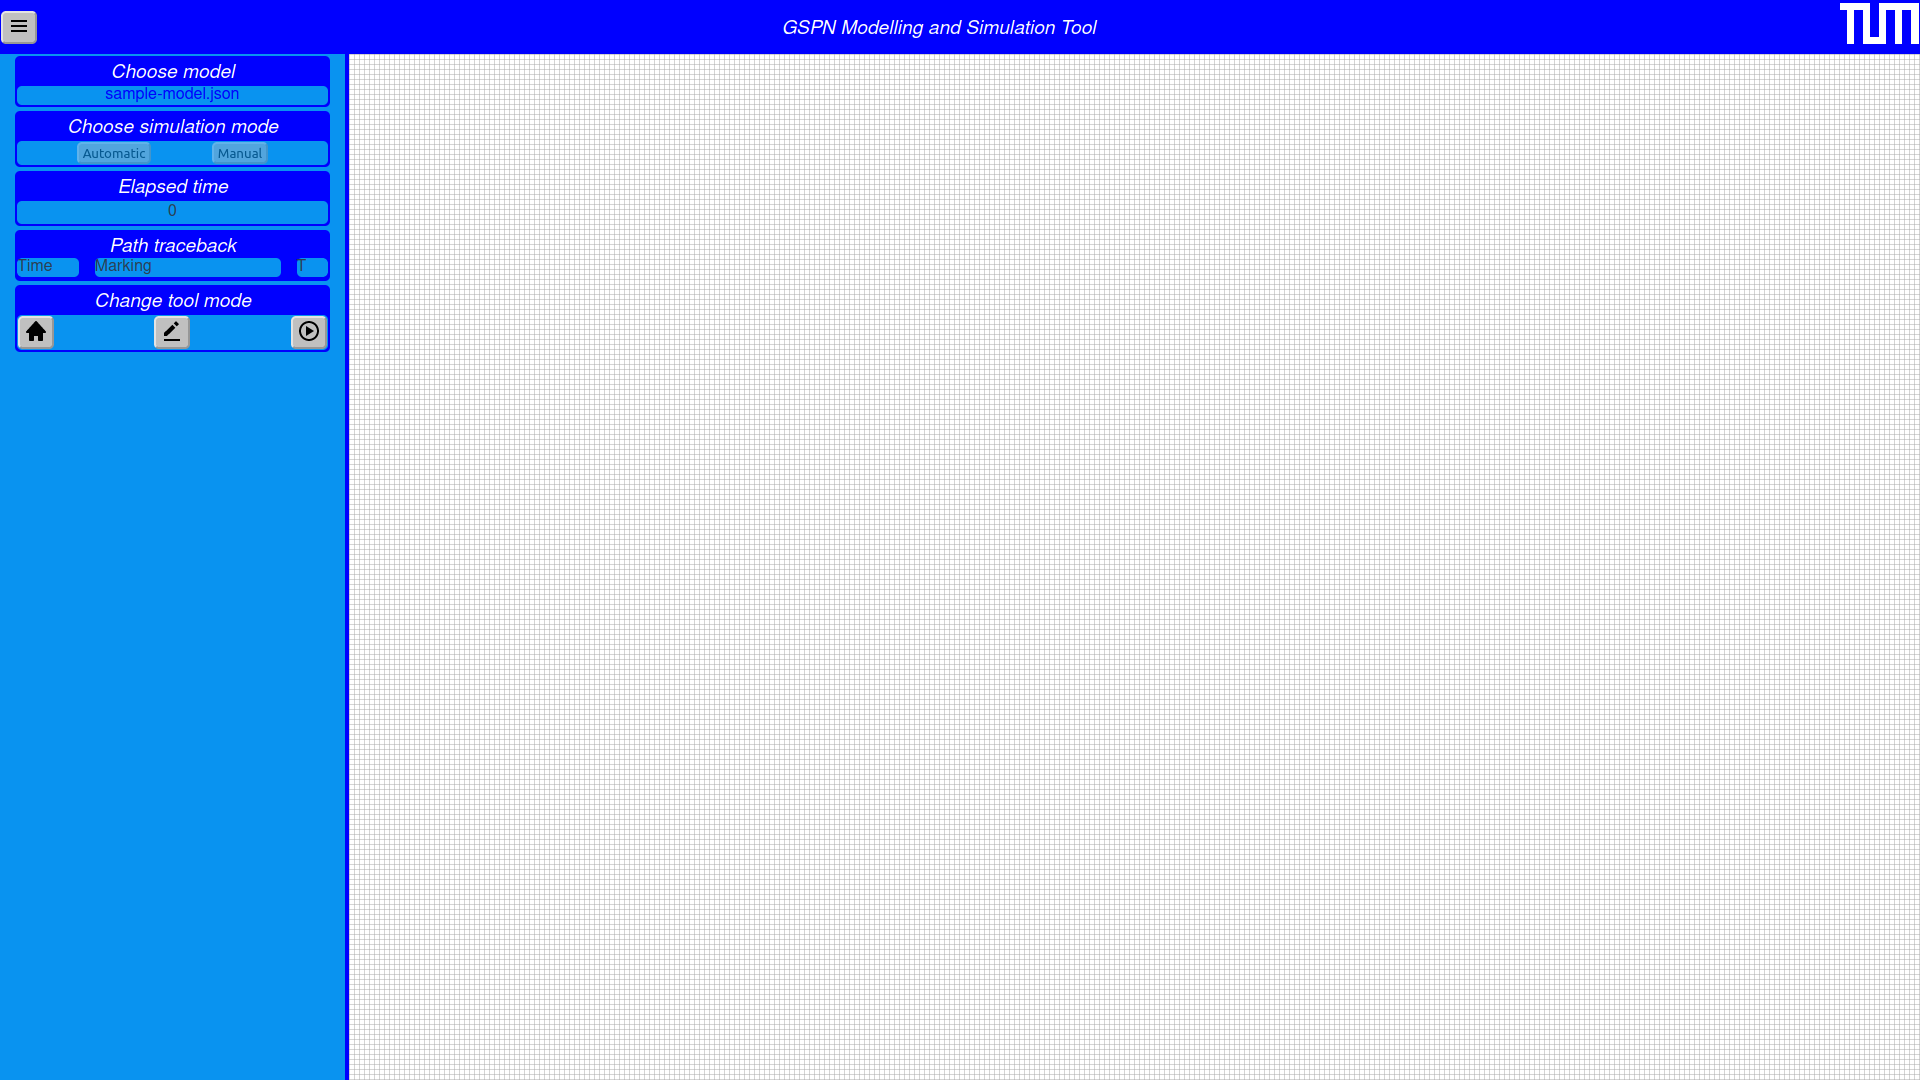 GSPN Modelling and Simulation Tool
TUM
Choose model
sample-model.json
Choose simulation mode
Automatic Manual
Elapsed time
0
Path traceback
Time Marking T
Change tool mode